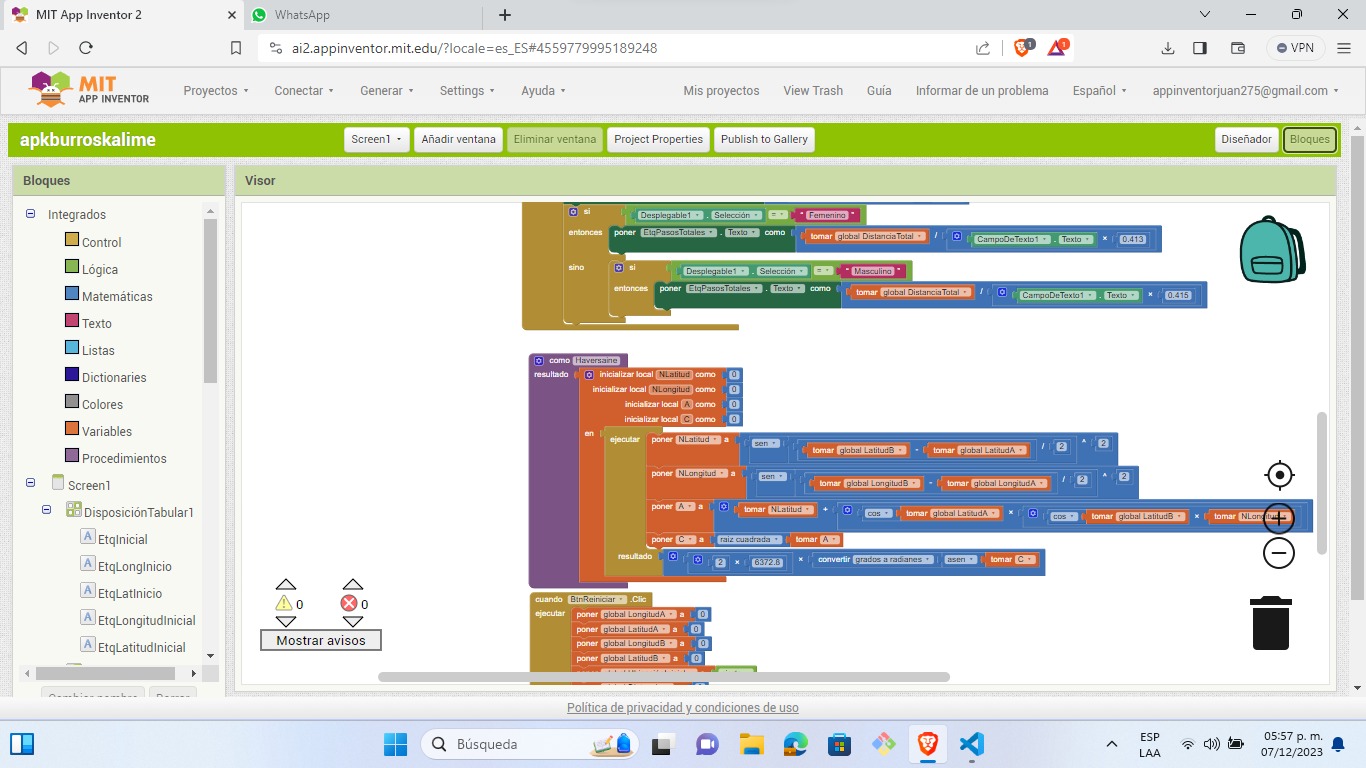 MIT App Inventor 2
WhatsApp
ai2.appinventor.mit.edu/?locale=es_ES#4559779995189248
1
1
VPN
MIT
APP INVENTOR
Proyectos
Conectar
Generar
Settings
Ayuda
Mis proyectos
View Trash
Guía
Informar de un problema
Español
appinventorjuan275@gmail.com
apkburroskalime
Screen1
Añadir ventana
Eliminar ventana
Project Properties
Publish to Gallery
Diseñador
Bloques
Bloques
Visor
Integrados
Control
Lógica
Matemáticas
Texto
Listas
Dictionaries
Colores
Variables
Procedimientos
Screen1
DisposiciónTabular1
EtqInicial
EtqLongInicio
EtqLatInicio
EtqLongitudInicial
EtqLatitudInicial
Cambiar nombre Borrar
si Desplegable1 . Selección = " Femenino "
entonces poner EtqPasosTotales . Texto como tomar global DistanciaTotal / CampoDeTexto1 . Texto × 0.413
sino si Desplegable1 . Selección = " Masculino "
entonces poner EtqPasosTotales . Texto como tomar global DistanciaTotal / CampoDeTexto1 . Texto × 0.415
como Haversaine
resultado inicializar local NLatitud como 0
inicializar local NLongitud como 0
inicializar local A como 0
inicializar local C como 0
en ejecutar poner NLatitud a sen tomar global LatitudB - tomar global LatitudA / 2 ^ 2
poner NLongitud a sen tomar global LongitudB - tomar global LongitudA / 2 ^ 2
poner A a tomar NLatitud + cos tomar global LatitudA × cos tomar global LatitudB × tomar NLongitud
poner C a raíz cuadrada tomar A
resultado 2 × 6372.8 × convertir grados a radianes asen tomar C
cuando BtnReiniciar .Clic
ejecutar poner global LongitudA a 0
poner global LatitudA a 0
poner global LongitudB a 0
poner global LatitudB a 0
0
0
Mostrar avisos
Política de privacidad y condiciones de uso
Búsqueda
ESP
LAA
05:57 p. m.
07/12/2023